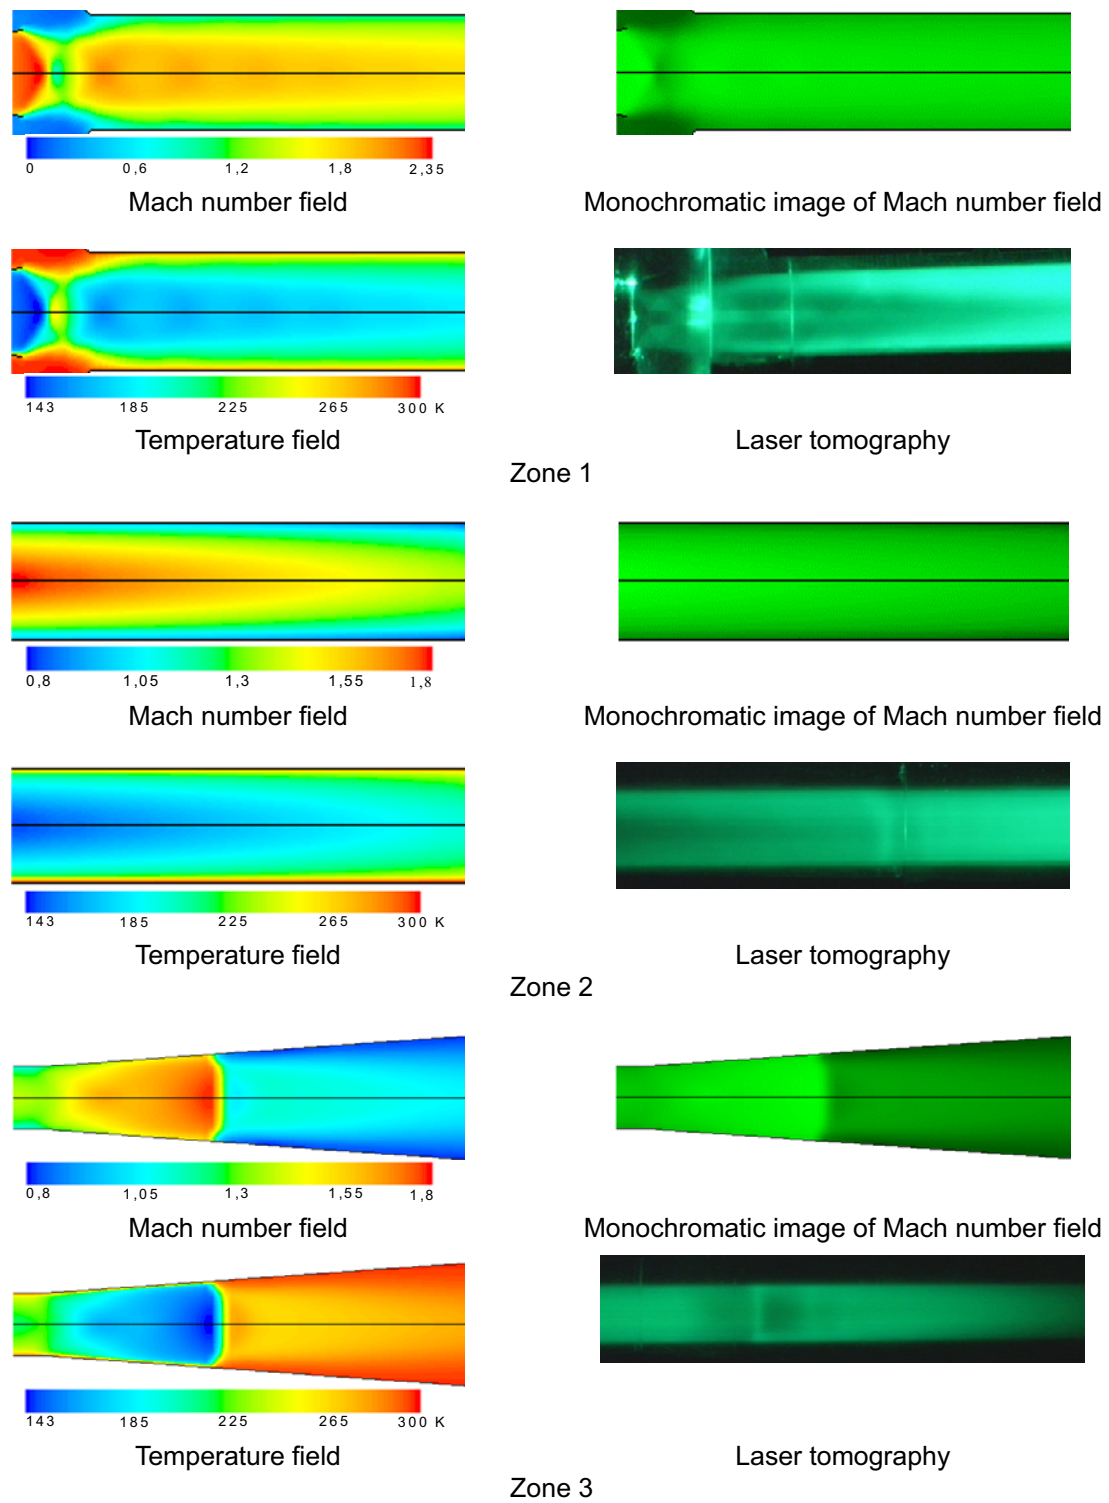 0 0,6 1,2 1,8 2,35
Mach number field
Monochromatic image of Mach number field
143 185 225 265 300 K
Temperature field
Laser tomography
Zone 1
0,8 1,05 1,3 1,55 1,8
Mach number field
Monochromatic image of Mach number field
143 185 225 265 300 K
Temperature field
Laser tomography
Zone 2
0,8 1,05 1,3 1,55 1,8
Mach number field
Monochromatic image of Mach number field
143 185 225 265 300 K
Temperature field
Laser tomography
Zone 3